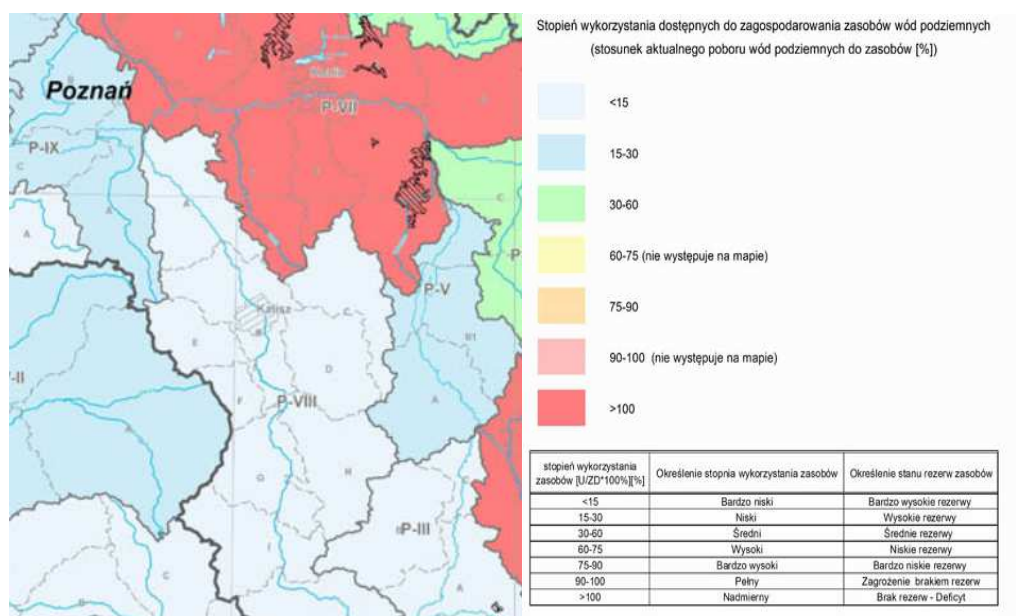 Poznań
P-VII
P-IX
C
A
A
C
A
P-V
Kalisz
C
B
E
D
A
-II
F
P-VIII
A
G
H
P-III
I
C
A
Stopień wykorzystania dostępnych do zagospodarowania zasobów wód podziemnych
(stosunek aktualnego poboru wód podziemnych do zasobów [%])
<15
15-30
30-60
60-75 (nie występuje na mapie)
75-90
90-100 (nie występuje na mapie)
>100
stopień wykorzystania zasobów [U/ZD*100%][%] Określenie stopnia wykorzystania zasobów Określenie stanu rezerw zasobów
<15 Bardzo niski Bardzo wysokie rezerwy
15-30 Niski Wysokie rezerwy
30-60 Średni Średnie rezerwy
60-75 Wysoki Niskie rezerwy
75-90 Bardzo wysoki Bardzo niskie rezerwy
90-100 Pełny Zagrożenie brakiem rezerw
>100 Nadmierny Brak rezerw - Deficyt